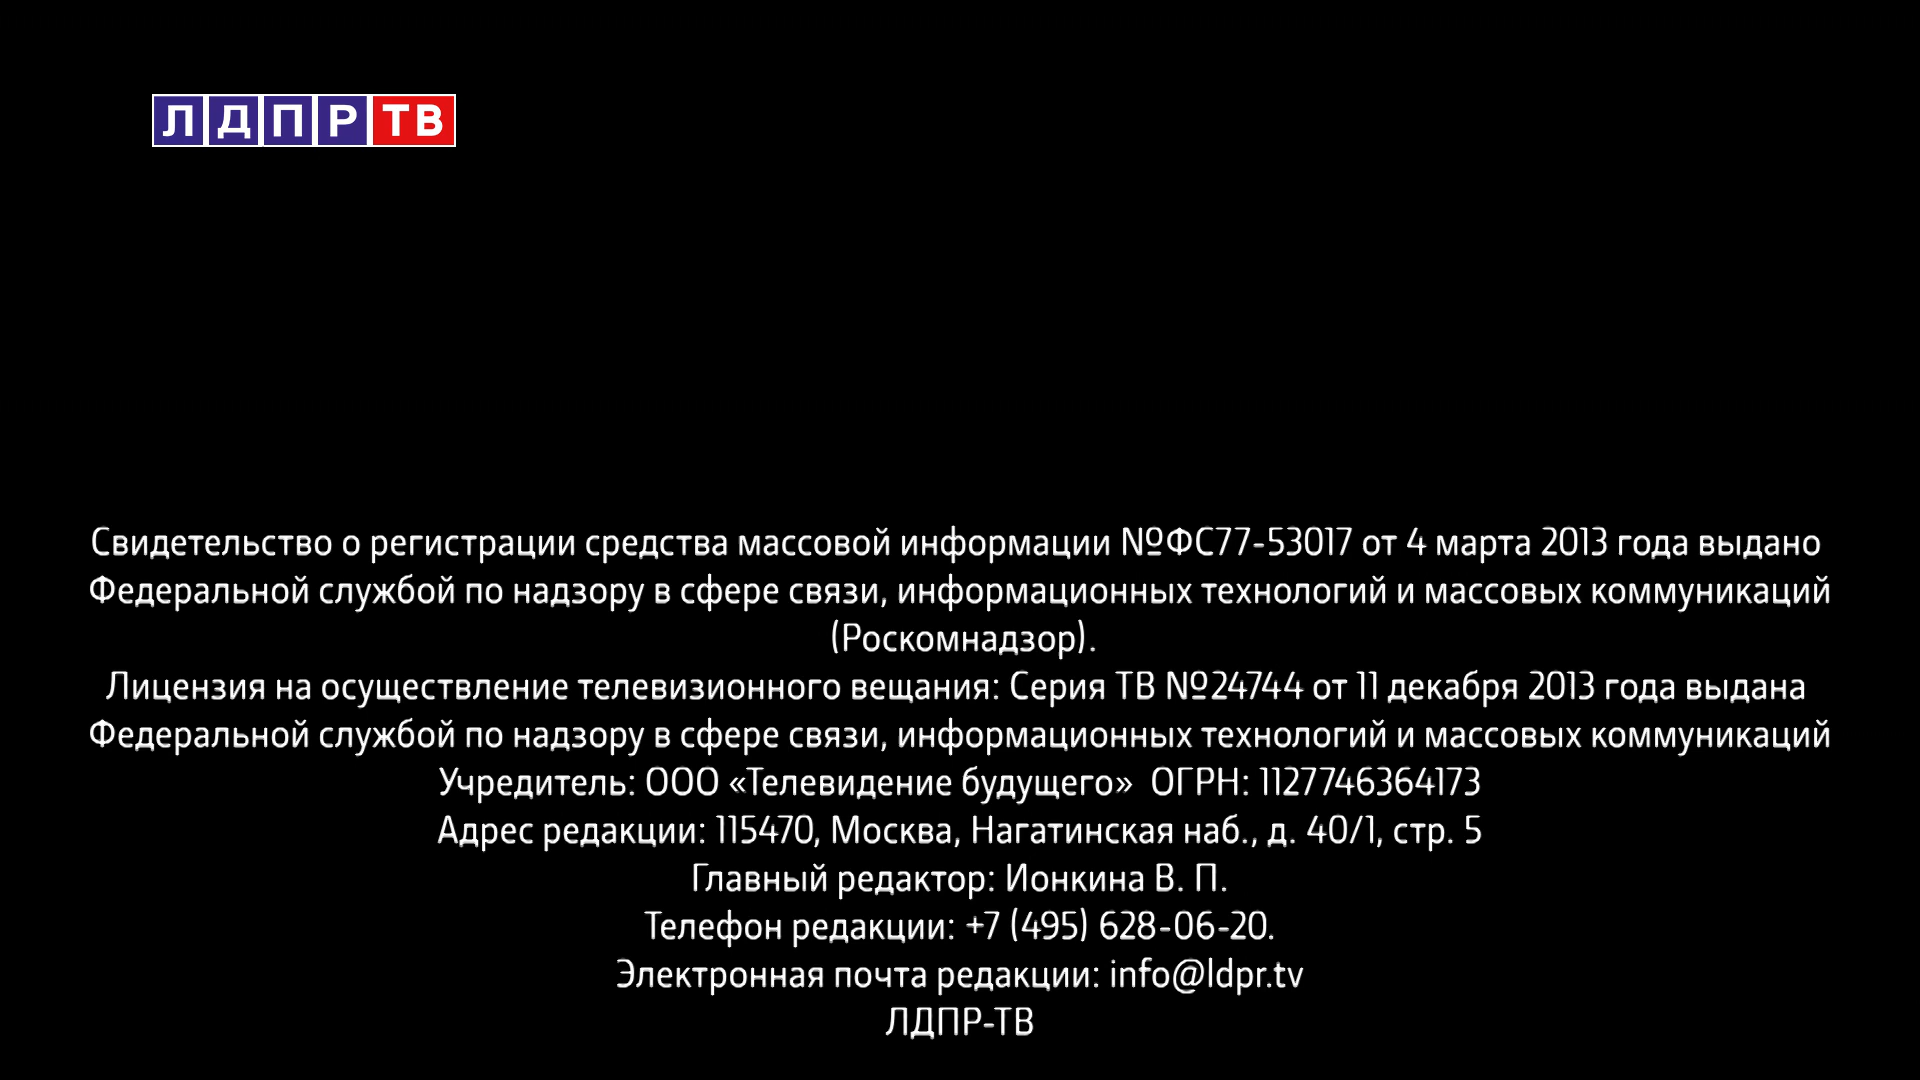 ЛДПР ТВ
Свидетельство о регистрации средства массовой информации №ФС77-53017 от 4 марта 2013 года выдано
Федеральной службой по надзору в сфере связи, информационных технологий и массовых коммуникаций
(Роскомнадзор).
Лицензия на осуществление телевизионного вещания: Серия ТВ №24744 от 11 декабря 2013 года выдана
Федеральной службой по надзору в сфере связи, информационных технологий и массовых коммуникаций
Учредитель: ООО «Телевидение будущего»  ОГРН: 1127746364173
Адрес редакции: 115470, Москва, Нагатинская наб., д. 40/1, стр. 5
Главный редактор: Ионкина В. П.
Телефон редакции: +7 (495) 628-06-20.
Электронная почта редакции: info@ldpr.tv
ЛДПР-ТВ